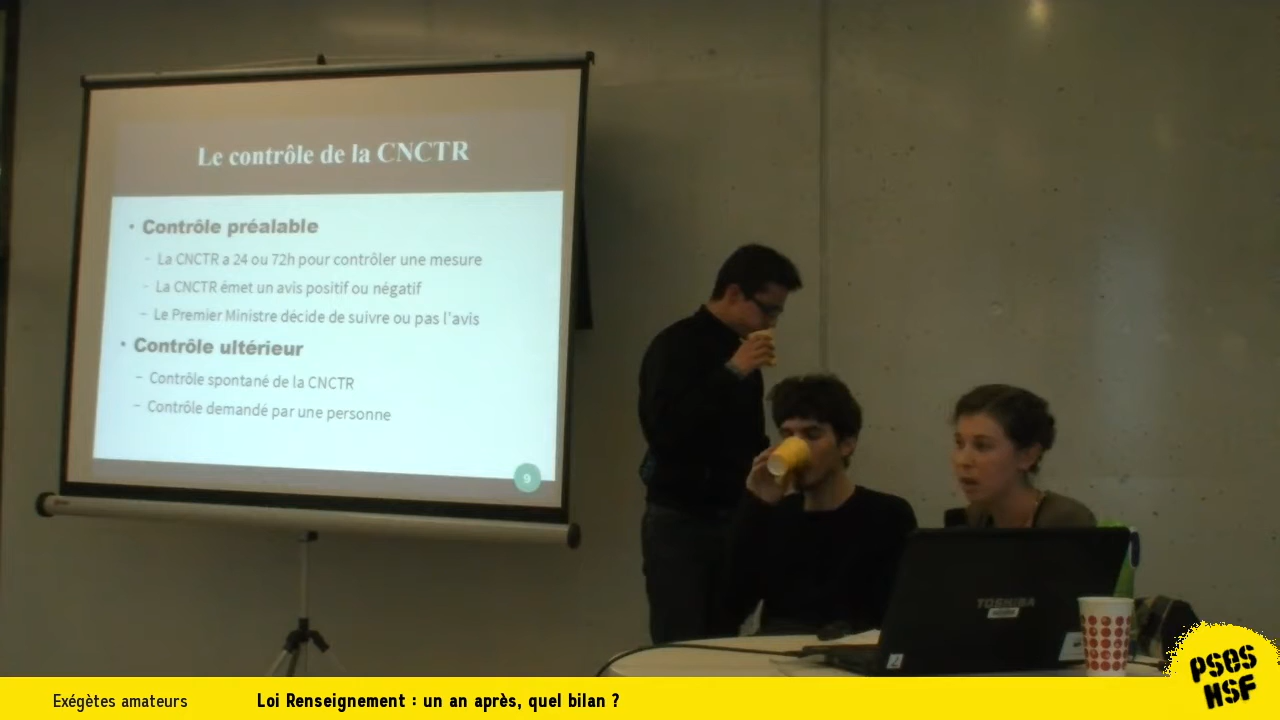 Le contrôle de la CNCTR
• Contrôle préalable
– La CNCTR a 24 ou 72h pour contrôler une mesure
– La CNCTR émet un avis positif ou négatif
– Le Premier Ministre décide de suivre ou pas l'avis
• Contrôle ultérieur
– Contrôle spontané de la CNCTR
– Contrôle demandé par une personne
9
TOSHIBA
Exégètes amateurs
Loi Renseignement : un an après, quel bilan ?
PSES
HSF